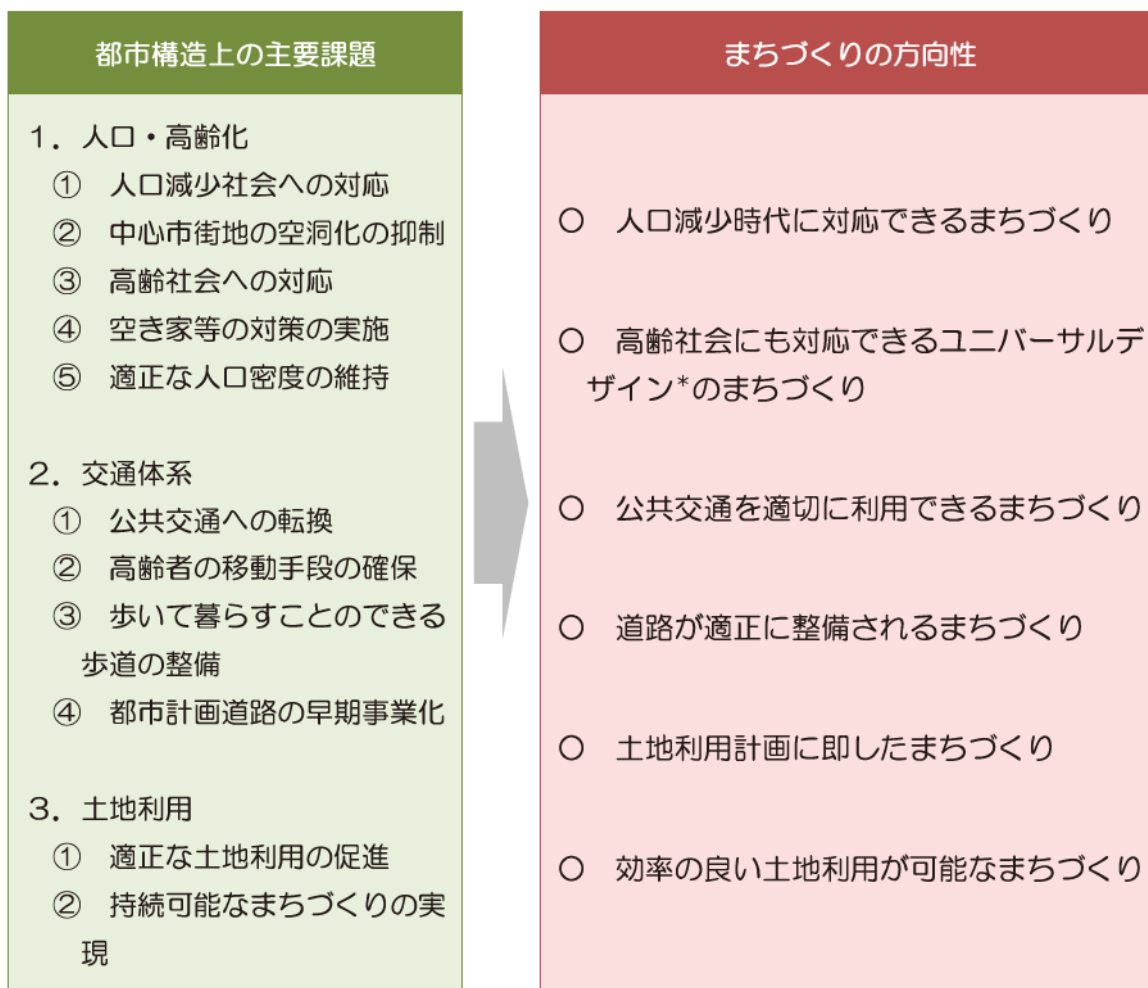 都市構造上の主要課題
1．人口・高齢化
① 人口減少社会への対応
② 中心市街地の空洞化の抑制
③ 高齢社会への対応
④ 空き家等の対策の実施
⑤ 適正な人口密度の維持
2．交通体系
① 公共交通への転換
② 高齢者の移動手段の確保
③ 歩いて暮らすことのできる
歩道の整備
④ 都市計画道路の早期事業化
3．土地利用
① 適正な土地利用の促進
② 持続可能なまちづくりの実
現
まちづくりの方向性
○ 人口減少時代に対応できるまちづくり
○ 高齢社会にも対応できるユニバーサルデ
ザイン*のまちづくり
○ 公共交通を適切に利用できるまちづくり
○ 道路が適正に整備されるまちづくり
○ 土地利用計画に即したまちづくり
○ 効率の良い土地利用が可能なまちづくり